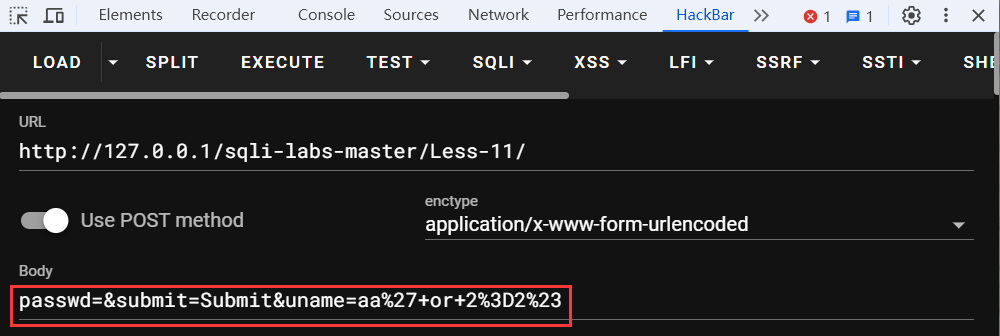 Elements Recorder Console Sources Network Performance HackBar 1 1
LOAD SPLIT EXECUTE TEST SQLI XSS LFI SSRF SSTI SHE
URL
http://127.0.0.1/sqli-labs-master/Less-11/
Use POST method
enctype
application/x-www-form-urlencoded
Body
passwd=&submit=Submit&uname=aa%27+or+2%3D2%23